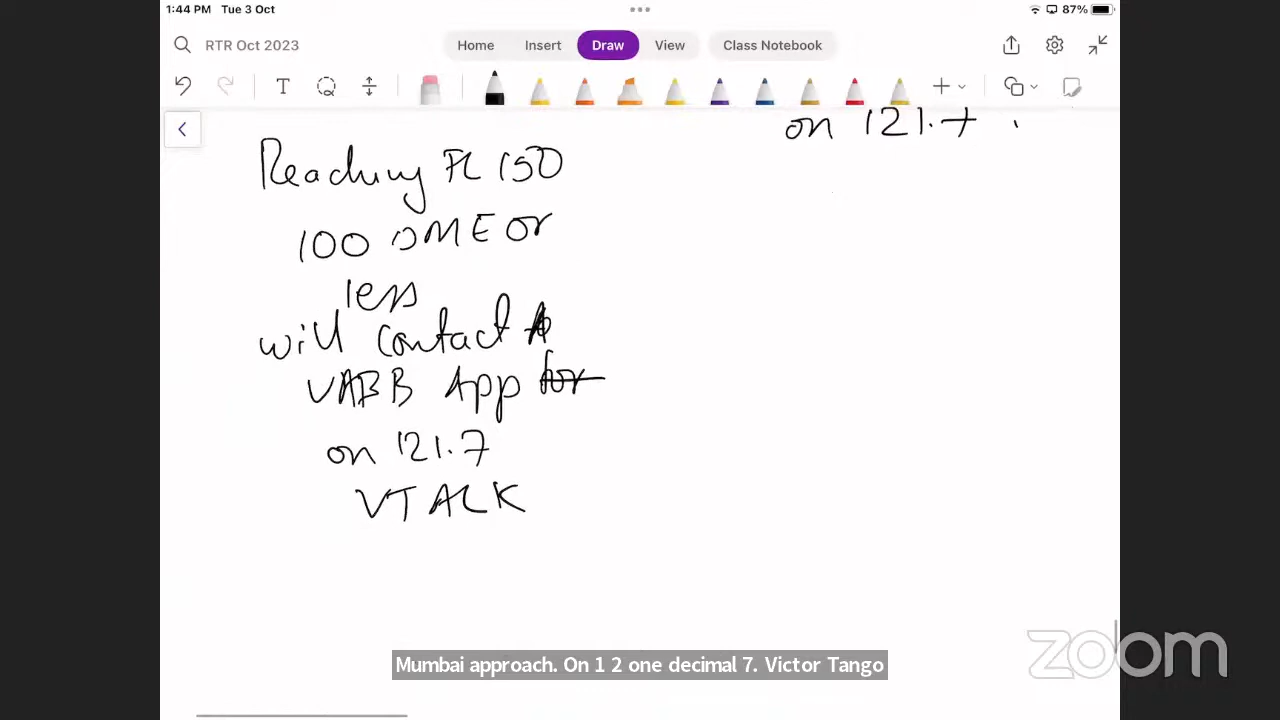 1:44 PM Tue 3 Oct
87%
RTR Oct 2023
Home Insert Draw View Class Notebook
on 121.7
Reaching FL 150
100 DME or
less
will contact
VABB App for
on 121.7
VTALK
Mumbai approach. On 1 2 one decimal 7. Victor Tango
zoom